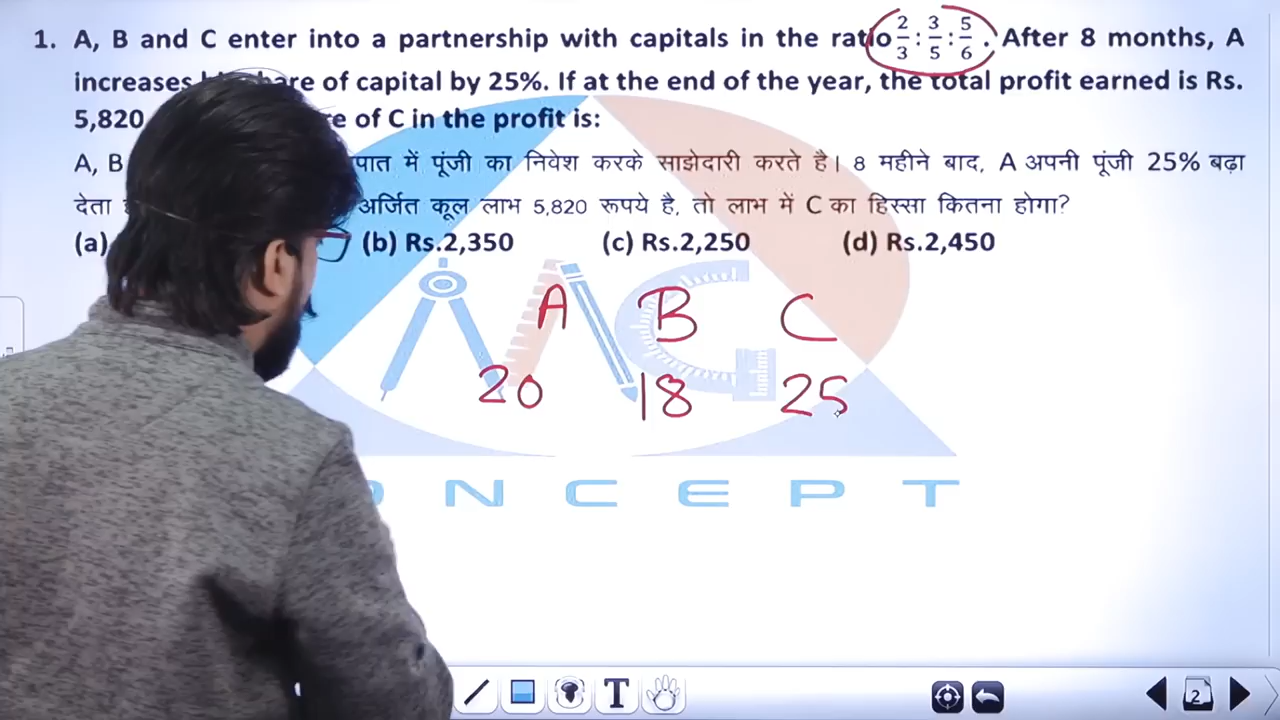 1. A, B and C enter into a partnership with capitals in the ratio 2/3 : 3/5 : 5/6 . After 8 months, A
increases share of capital by 25%. If at the end of the year, the total profit earned is Rs.
5,820 of C in the profit is:
A, B में पूंजी का निवेश करके साझेदारी करते है। 8 महीने बाद, A अपनी पूंजी 25% बढ़ा
देता अर्जित कूल लाभ 5,820 रूपये है, तो लाभ में C का हिस्सा कितना होगा?
(a) (b) Rs.2,350 (c) Rs.2,250 (d) Rs.2,450
A B C
20 18 25
N C E P T
T
2